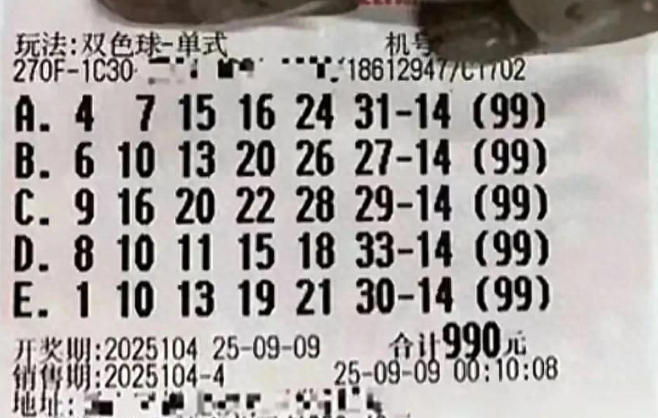 玩法:双色球-单式 机号
270F-1C30 18612947/C1702
A. 4 7 15 16 24 31-14 (99)
B. 6 10 13 20 26 27-14 (99)
C. 9 16 20 22 28 29-14 (99)
D. 8 10 11 15 18 33-14 (99)
E. 1 10 13 19 21 30-14 (99)
开奖期:2025104 25-09-09 合计990元
销售期:2025104-4 25-09-09 00:10:08
地址: